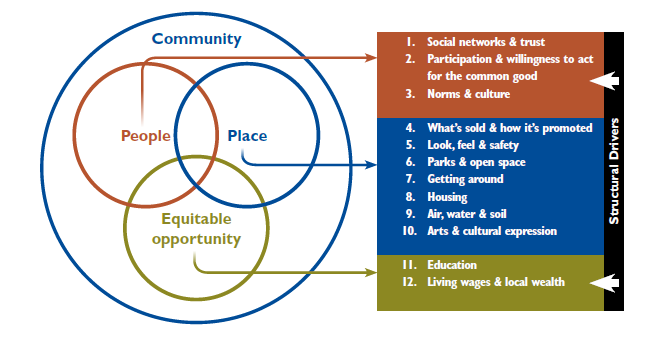 Community
People
Place
Equitable
opportunity
1. Social networks & trust
2. Participation & willingness to act
for the common good
3. Norms & culture
4. What's sold & how it's promoted
5. Look, feel & safety
6. Parks & open space
7. Getting around
8. Housing
9. Air, water & soil
10. Arts & cultural expression
11. Education
12. Living wages & local wealth
Structural Drivers